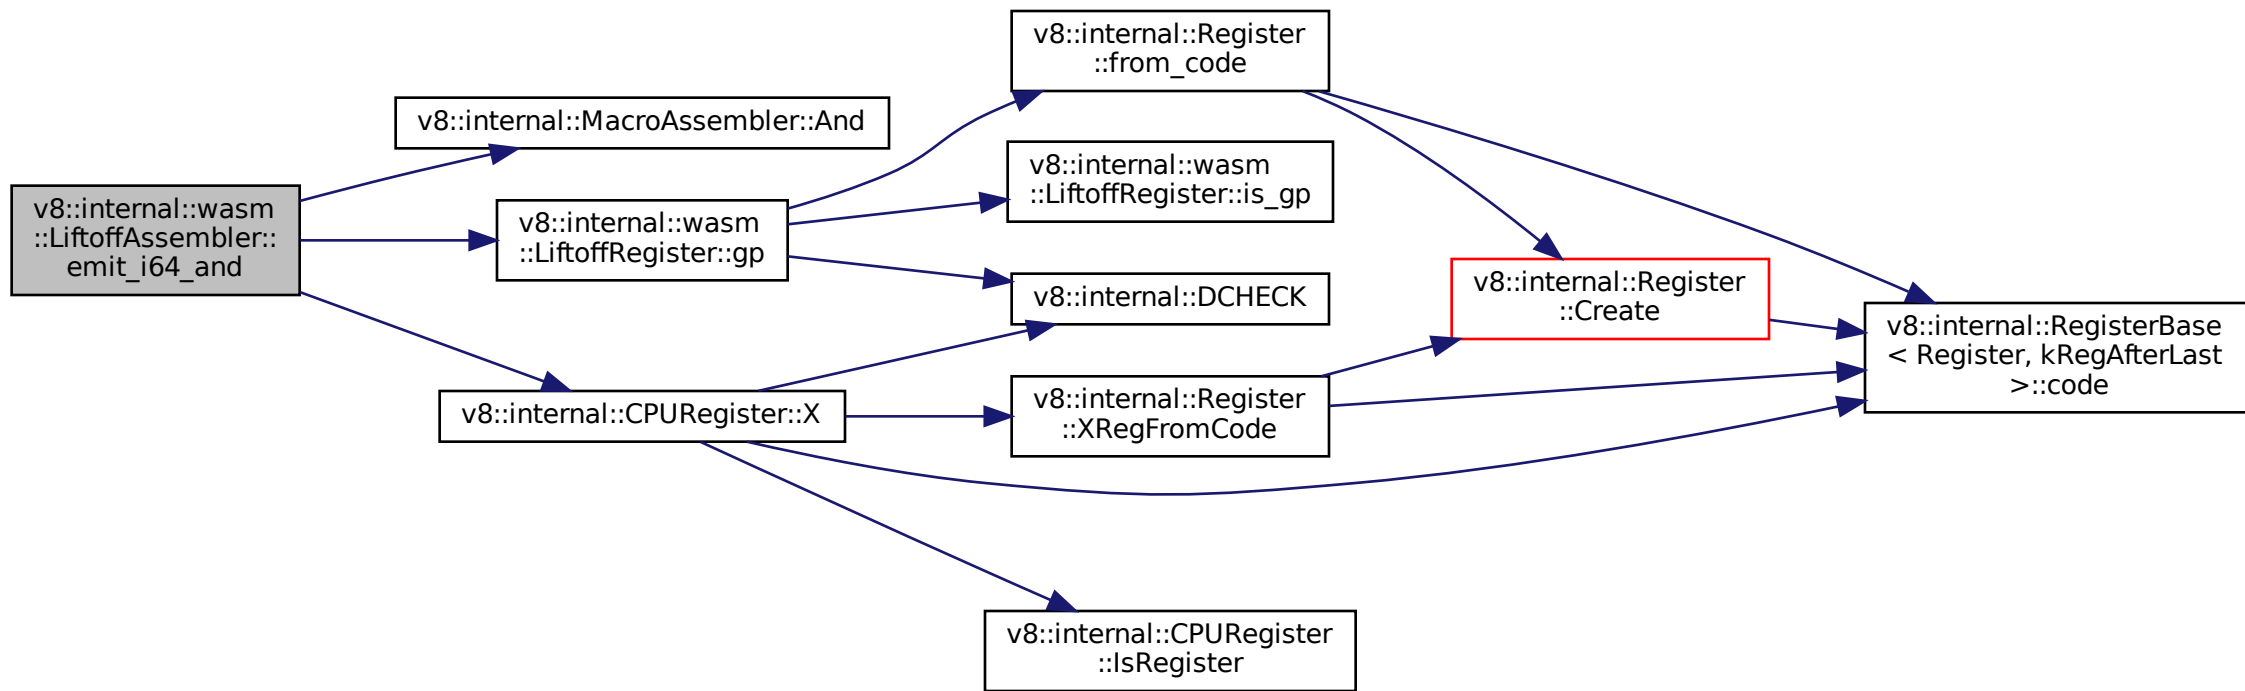 v8::internal::wasm
::LiftoffAssembler::
emit_i64_and
v8::internal::MacroAssembler::And
v8::internal::wasm
::LiftoffRegister::gp
v8::internal::CPURegister::X
v8::internal::Register
::from_code
v8::internal::wasm
::LiftoffRegister::is_gp
v8::internal::DCHECK
v8::internal::Register
::XRegFromCode
v8::internal::CPURegister
::IsRegister
v8::internal::Register
::Create
v8::internal::RegisterBase
< Register, kRegAfterLast
>::code